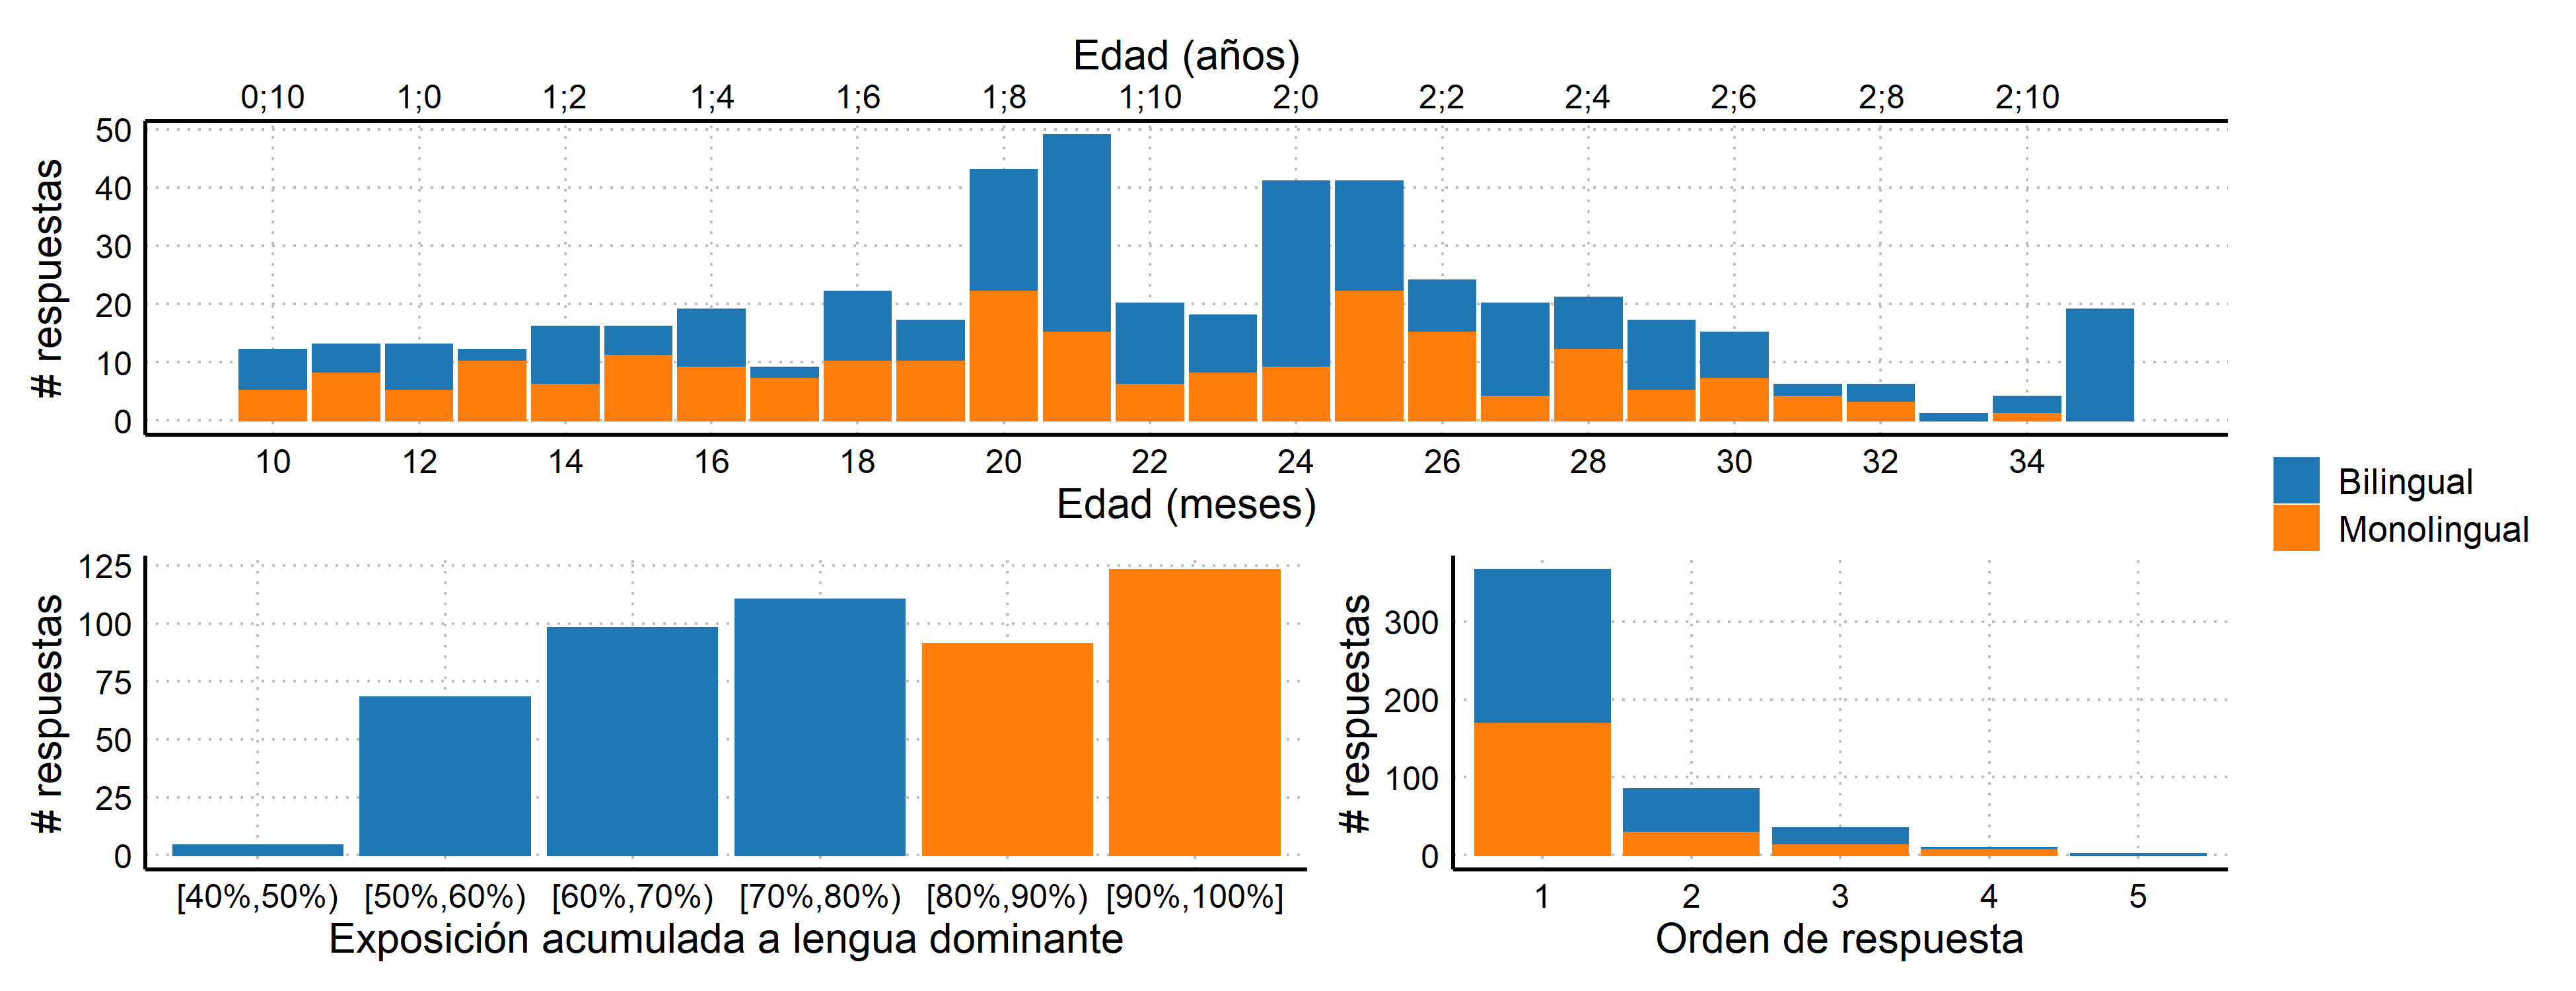 Edad (años)
0;10 1;0 1;2 1;4 1;6 1;8 1;10 2;0 2;2 2;4 2;6 2;8 2;10
# respuestas
50
40
30
20
10
0
10 12 14 16 18 20 22 24 26 28 30 32 34
Edad (meses)
Bilingual
Monolingual
# respuestas
125
100
75
50
25
0
[40%,50%) [50%,60%) [60%,70%) [70%,80%) [80%,90%) [90%,100%]
Exposición acumulada a lengua dominante
# respuestas
300
200
100
0
1 2 3 4 5
Orden de respuesta